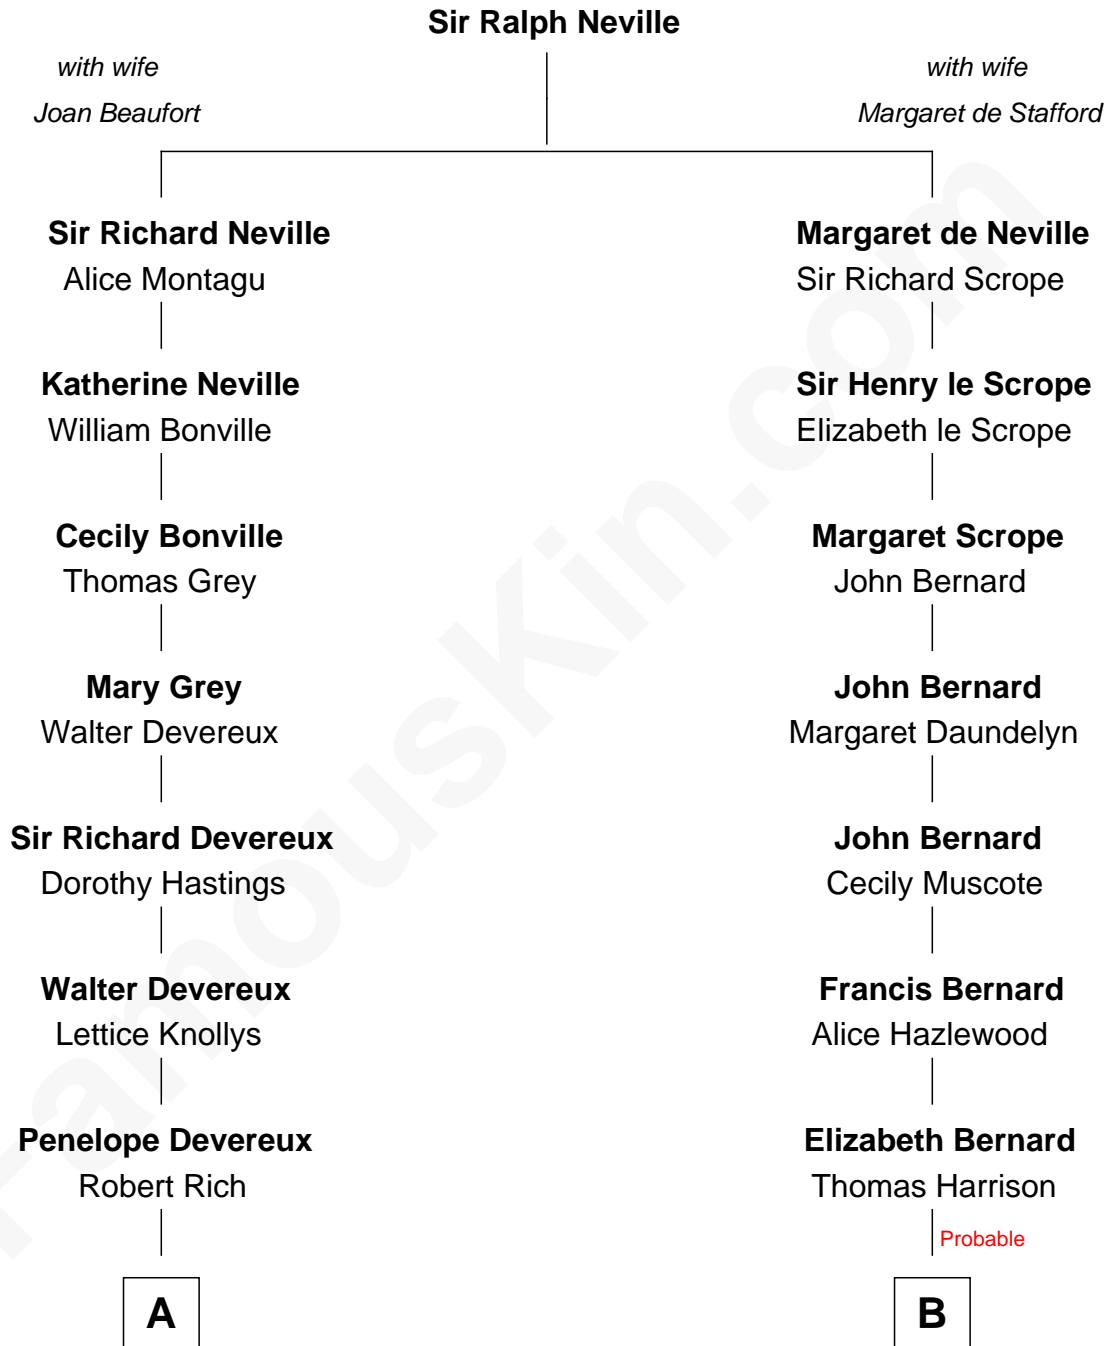 Sir Ralph Neville
with wife
Joan Beaufort
with wife
Margaret de Stafford
Sir Richard Neville
Alice Montagu
Margaret de Neville
Sir Richard Scrope
Katherine Neville
William Bonville
Sir Henry le Scrope
Elizabeth le Scrope
Cecily Bonville
Thomas Grey
Margaret Scrope
John Bernard
Mary Grey
Walter Devereux
John Bernard
Margaret Daundelyn
Sir Richard Devereux
Dorothy Hastings
John Bernard
Cecily Muscote
Walter Devereux
Lettice Knollys
Francis Bernard
Alice Hazlewood
Penelope Devereux
Robert Rich
Elizabeth Bernard
Thomas Harrison
Probable
A
B
FamousKin.com